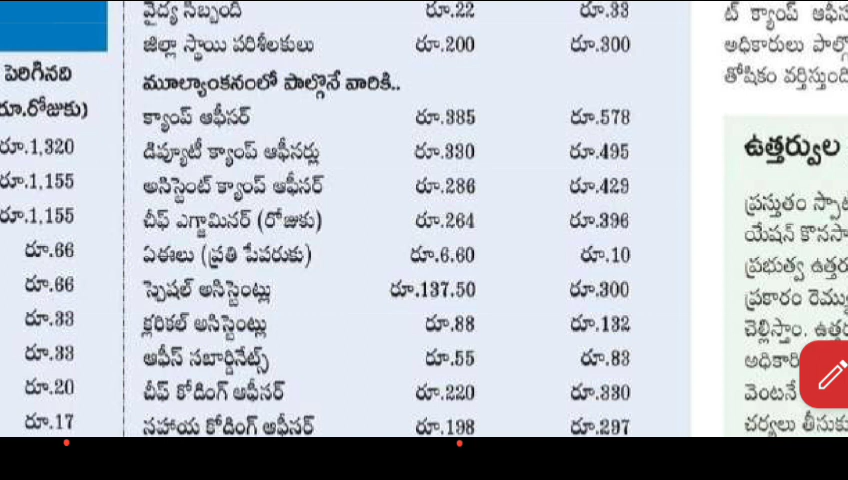 పెరిగినది
రూ.రోజుకు)
రూ.1,320
రూ.1,155
రూ.1,155
రూ.66
రూ.66
రూ.33
రూ.33
రూ.20
రూ.17
వైద్య సిబ్బంది రూ.22 రూ.33
జిల్లా స్థాయి పరిశీలకులు రూ.200 రూ.300
మూల్యాంకనంలో పాల్గొనే వారికి..
క్యాంప్ ఆఫీసర్ రూ.385 రూ.578
డిప్యూటీ క్యాంప్ ఆఫీసర్లు రూ.330 రూ.495
అసిస్టెంట్ క్యాంప్ ఆఫీసర్ రూ.286 రూ.429
చీఫ్ ఎగ్జామినర్ (రోజుకు) రూ.264 రూ.396
ఏఈలు (ప్రతి పేపరుకు) రూ.6.60 రూ.10
స్పెషల్ అసిస్టెంట్లు రూ.137.50 రూ.300
క్లరికల్ అసిస్టెంట్లు రూ.88 రూ.132
ఆఫీస్ సబార్డినేట్స్ రూ.55 రూ.83
చీఫ్ కోడింగ్ ఆఫీసర్ రూ.220 రూ.330
సహాయ కోడింగ్ ఆఫీసర్ రూ.198 రూ.297
ట్ క్యాంప్
అధికారులు
తోషికం
ఉత్తర్వుల
ప్రస్తుతం
యేషన్
ప్రభుత్వ
ప్రకారం
చెల్లిస్తాం.
వెంటనే
చర్యలు